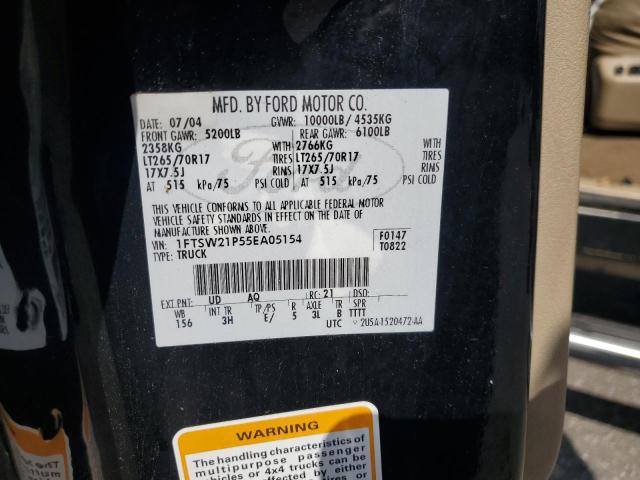 MFD. BY FORD MOTOR CO.
DATE: 07/04 GVWR: 10000LB/ 4535KG
FRONT GAWR: 5200LB REAR GAWR: 6100LB
2358KG WITH 2766KG WITH
LT265/70R17 TIRES LT265/70R17 TIRES
17X7.5J RIMS 17X7.5J RIMS
AT 515 kPa/75 PSI COLD AT 515 kPa/75 PSI COLD
THIS VEHICLE CONFORMS TO ALL APPLICABLE FEDERAL MOTOR
VEHICLE SAFETY STANDARDS IN EFFECT ON THE DATE OF
MANUFACTURE SHOWN ABOVE.
VIN: 1FTSW21P55EA05154 F0147
TYPE: TRUCK T0822
EXT PNT: UD AQ RC: 21 DSO:
WB INT TR TP/PS R AXLE TR SPR
156 3H E/ 5 3L B TTTT
UTC 2USA-1520472-AA
Ford
WARNING
The handling characteristics of
multipurpose passenger
vehicles or 4x4 trucks can be
affected by either